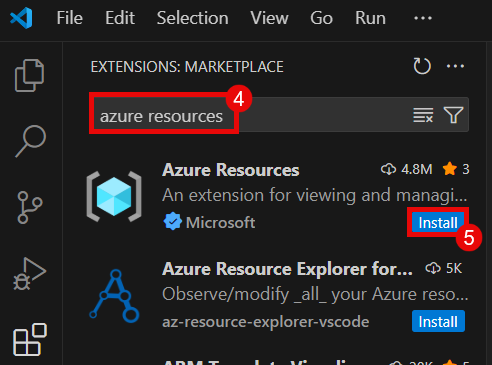 File Edit Selection View Go Run ···
EXTENSIONS: MARKETPLACE
4
azure resources
Azure Resources 4.8M 3
An extension for viewing and managi...
Microsoft Install
5
Azure Resource Explorer for... 5K
Observe/modify _all_ your Azure reso...
az-resource-explorer-vscode Install